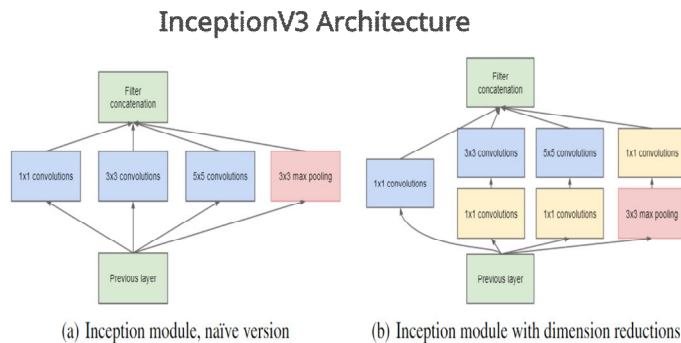 InceptionV3 Architecture
Filter
concatenation
1x1 convolutions
3x3 convolutions
5x5 convolutions
3x3 max pooling
Previous layer
(a) Inception module, naïve version
Filter
concatenation
3x3 convolutions
5x5 convolutions
1x1 convolutions
1x1 convolutions
1x1 convolutions
1x1 convolutions
3x3 max pooling
Previous layer
(b) Inception module with dimension reductions